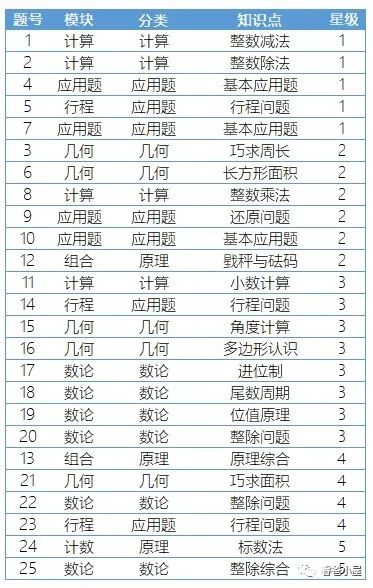 题号 模块 分类 知识点 星级
1 计算 计算 整数减法 1
2 计算 计算 整数除法 1
4 应用题 应用题 基本应用题 1
5 行程 应用题 行程问题 1
7 应用题 应用题 基本应用题 1
3 几何 几何 巧求周长 2
6 几何 几何 长方形面积 2
8 计算 计算 整数乘法 2
9 应用题 应用题 还原问题 2
10 应用题 应用题 基本应用题 2
12 组合 原理 戥秤与砝码 2
11 计算 计算 小数计算 3
14 行程 应用题 行程问题 3
15 几何 几何 角度计算 3
16 几何 几何 多边形认识 3
17 数论 数论 进位制 3
18 数论 数论 尾数周期 3
19 数论 数论 位值原理 3
20 数论 数论 整除问题 3
13 组合 原理 原理综合 4
21 几何 几何 巧求面积 4
22 数论 数论 整除问题 4
23 行程 应用题 行程问题 4
24 计数 原理 标数法 5
25 数论 数论 整除综合 5